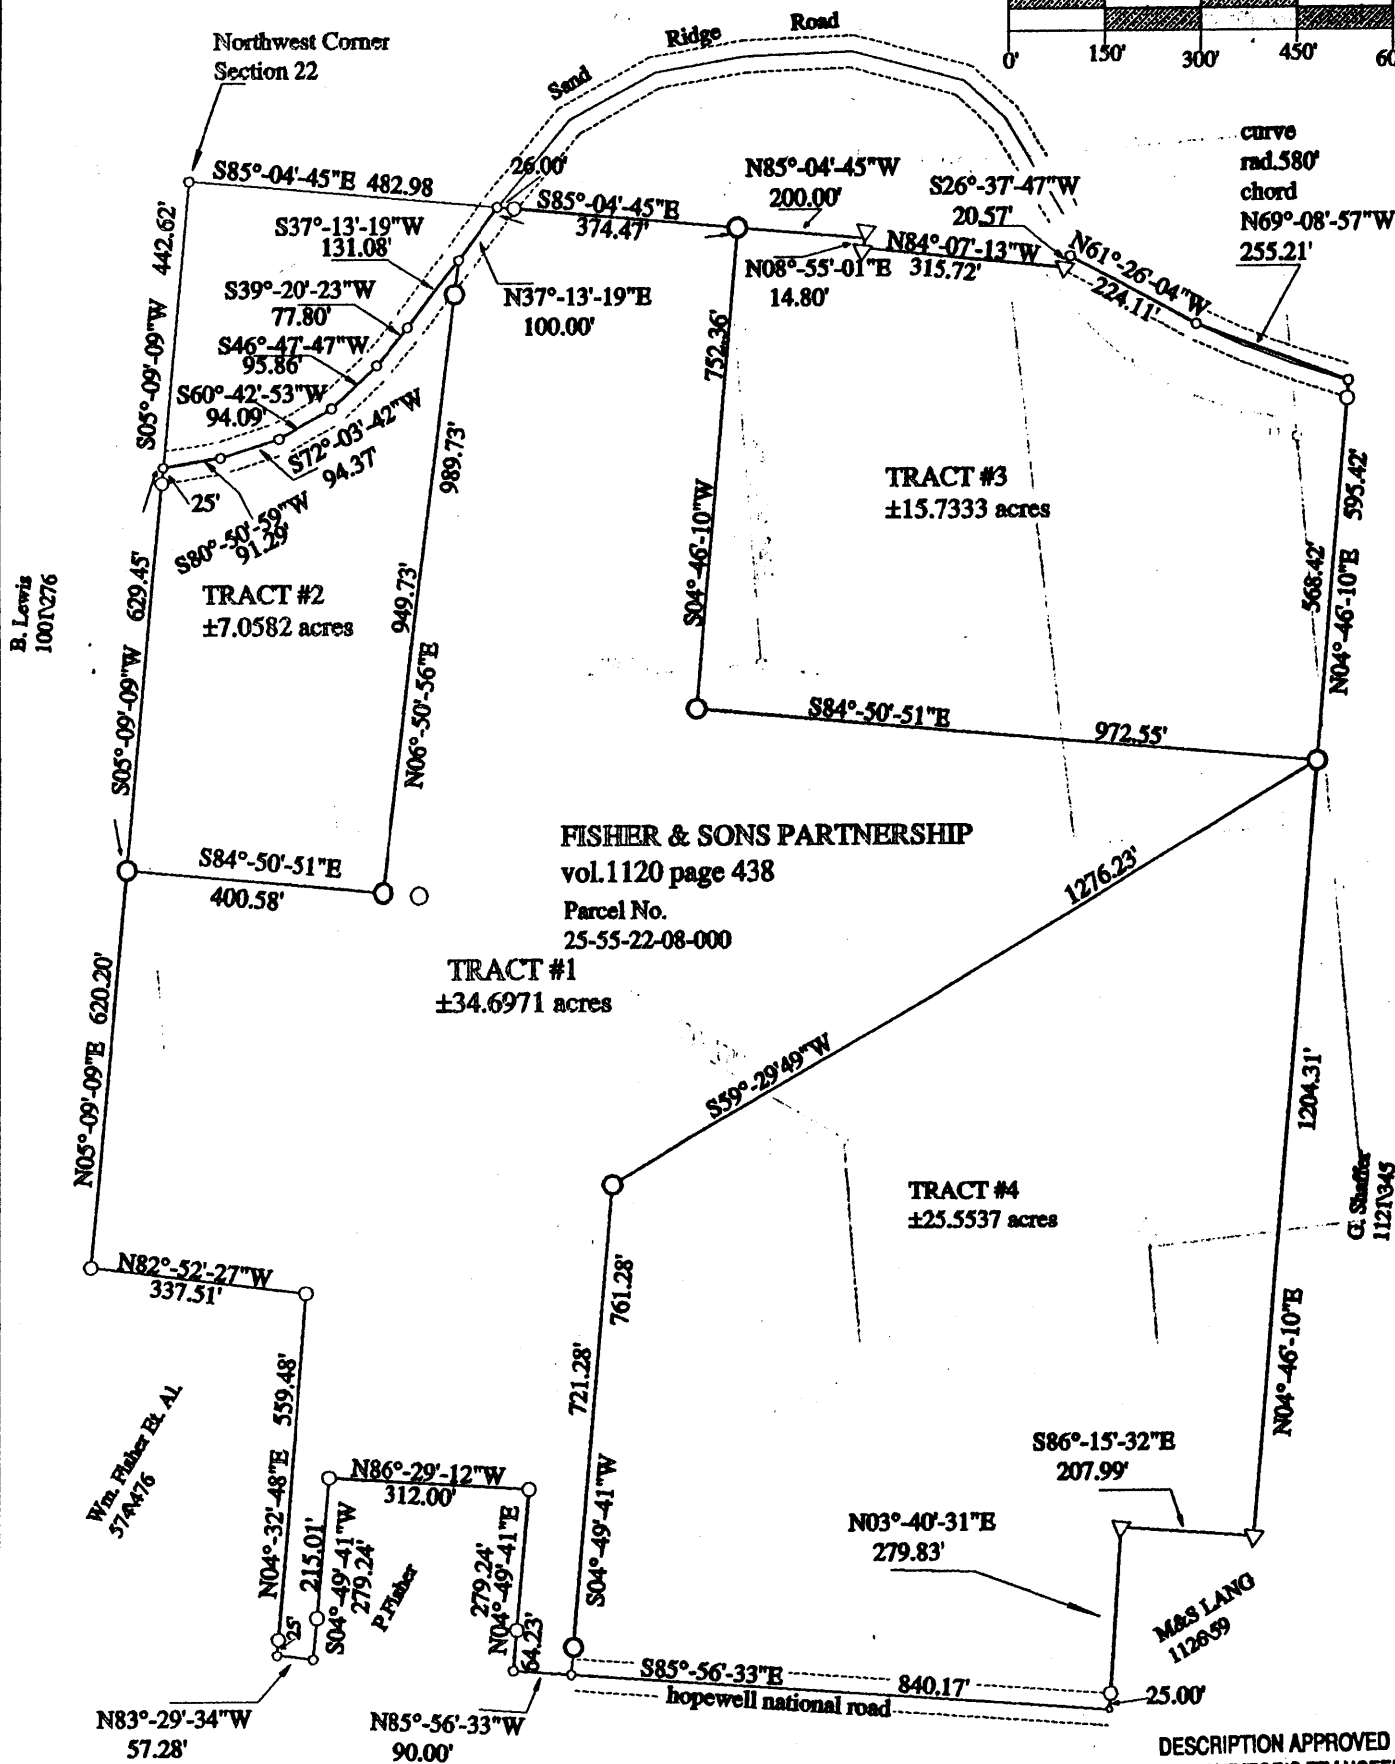 Northwest Corner
Section 22
Sand Ridge Road
0' 150' 300' 450'
curve
rad.580'
chord
N69°-08'-57"W
255.21'
S85°-04'-45"E 482.98
26.00'
S85°-04'-45"E
374.47'
N85°-04'-45"W
200.00'
S26°-37'-47"W
20.57'
N84°-07'-13"W
315.72'
N08°-55'-01"E
14.80'
N61°-26'-04"W
224.11'
442.62'
S05°-09'-09"W
S37°-13'-19"W
131.08'
N37°-13'-19"E
100.00'
S39°-20'-23"W
77.80'
S46°-47'-47"W
95.86'
S60°-42'-53"W
94.09'
S72°-03'-42"W
94.37'
S80°-50'-59"W
91.29'
25'
989.73'
949.73'
N06°-50'-56"E
752.36'
S04°-46'-10"W
TRACT #3
±15.7333 acres
595.42'
568.42'
N04°-46'-10"E
B. Lewis
1001\276
S05°-09'-09"W 629.45'
TRACT #2
±7.0582 acres
S84°-50'-51"E
972.55'
S84°-50'-51"E
400.58'
FISHER & SONS PARTNERSHIP
vol.1120 page 438
Parcel No.
25-55-22-08-000
1276.23'
S59°-29'49"W
TRACT #1
±34.6971 acres
N05°-09'-09"E 620.20'
1204.31'
N04°-46'-10"E
G. Shaffer
1121\345
TRACT #4
±25.5537 acres
N82°-52'-27"W
337.51'
761.28'
721.28'
S04°-49'-41"W
Wm. Fisher Et. Al.
574\476
N04°-32'-48"E 559.48'
N86°-29'-12"W
312.00'
215.01'
S04°-49'-41"W
279.24'
P.Fisher
279.24'
N04°-49'-41"E
64.23'
25'
S86°-15'-32"E
207.99'
N03°-40'-31"E
279.83'
M&S LANG
1126\59
S85°-56'-33"E 840.17'
hopewell national road
25.00'
N83°-29'-34"W
57.28'
N85°-56'-33"W
90.00'
DESCRIPTION APPROVED